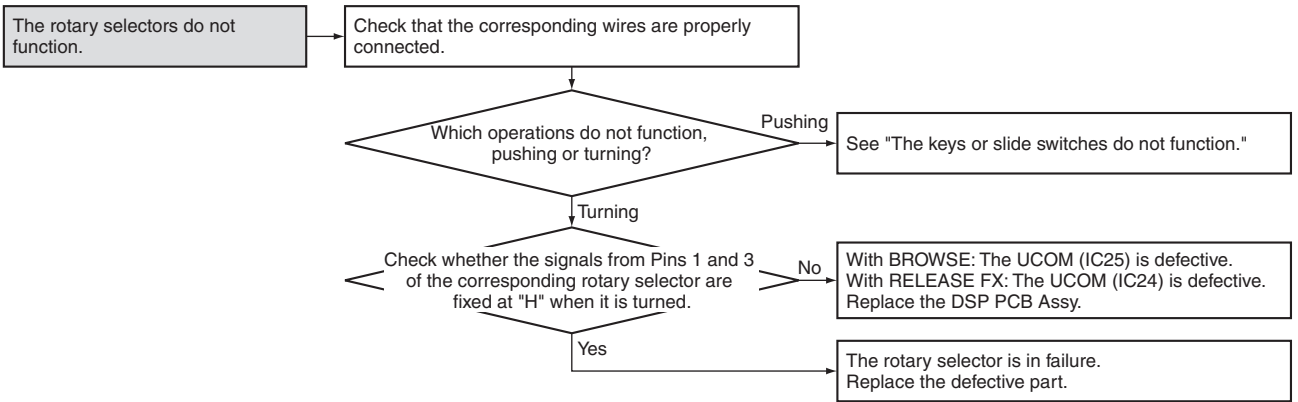 The rotary selectors do not
function.
Check that the corresponding wires are properly
connected.
Which operations do not function,
pushing or turning?
Pushing
See "The keys or slide switches do not function."
Turning
Check whether the signals from Pins 1 and 3
of the corresponding rotary selector are
fixed at "H" when it is turned.
No
With BROWSE: The UCOM (IC25) is defective.
With RELEASE FX: The UCOM (IC24) is defective.
Replace the DSP PCB Assy.
Yes
The rotary selector is in failure.
Replace the defective part.